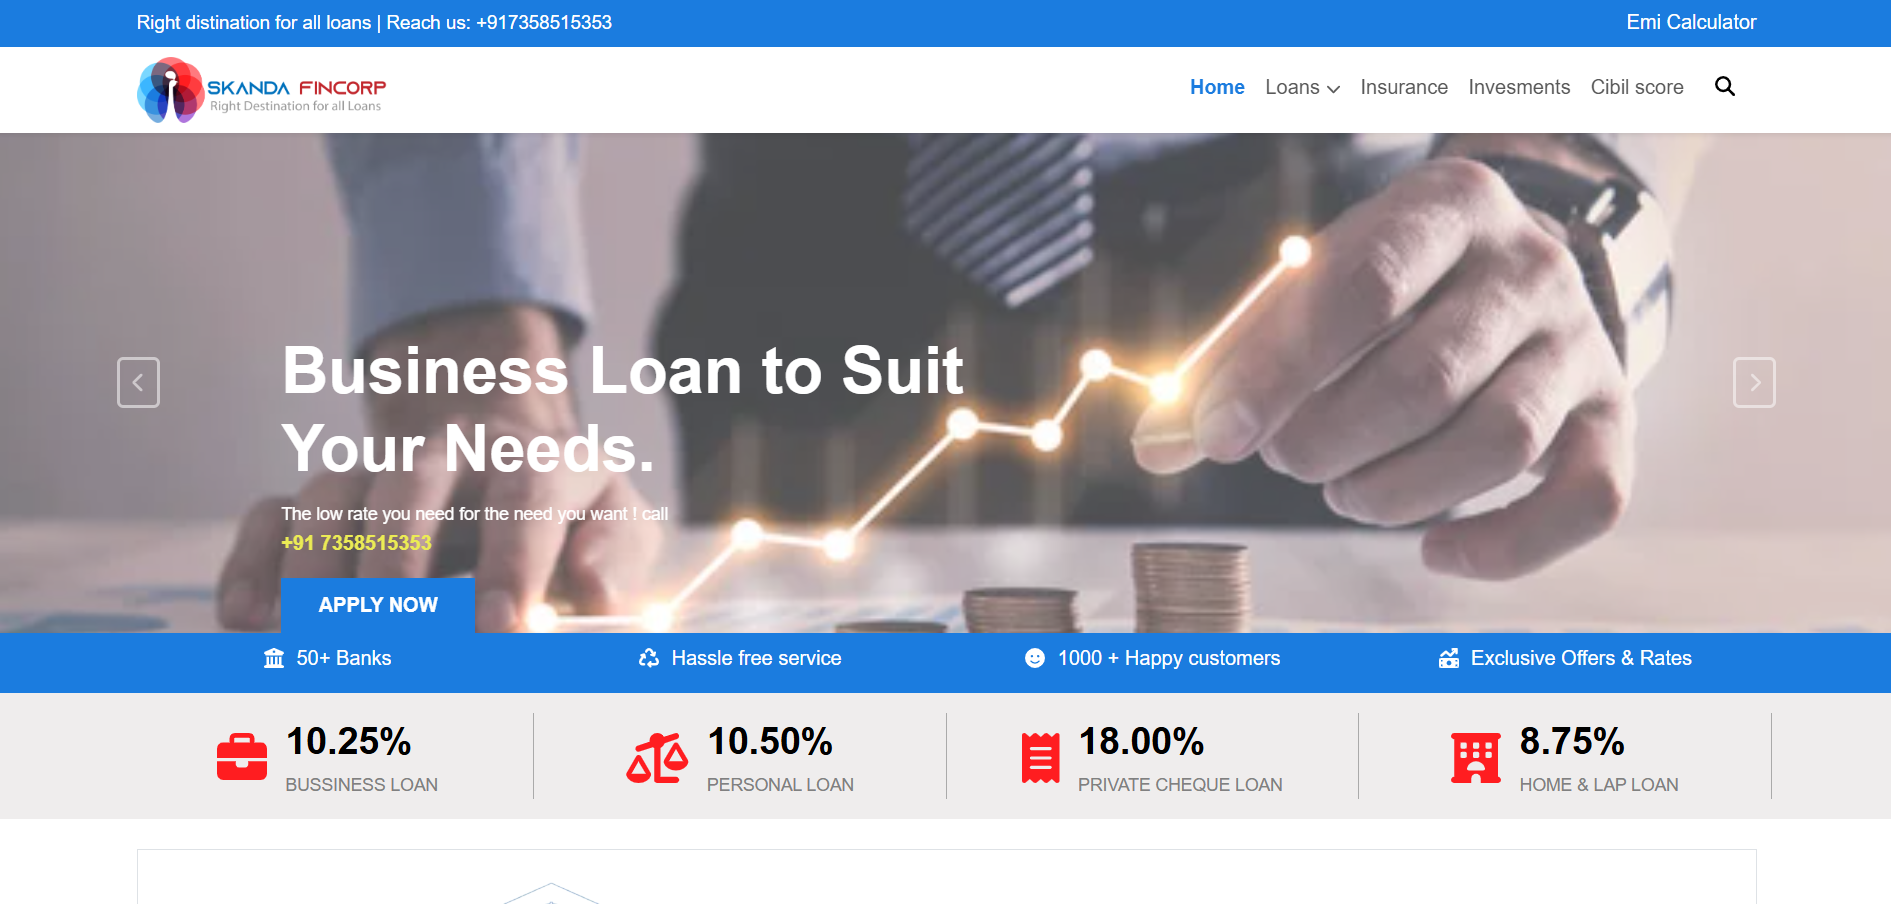 Right distination for all loans | Reach us: +917358515353
Emi Calculator
SKANDA FINCORP
Right Destination for all Loans
Home
Loans
Insurance
Invesments
Cibil score
Business Loan to Suit
Your Needs.
The low rate you need for the need you want ! call
+91 7358515353
APPLY NOW
50+ Banks
Hassle free service
1000 + Happy customers
Exclusive Offers & Rates
10.25%
BUSSINESS LOAN
10.50%
PERSONAL LOAN
18.00%
PRIVATE CHEQUE LOAN
8.75%
HOME & LAP LOAN